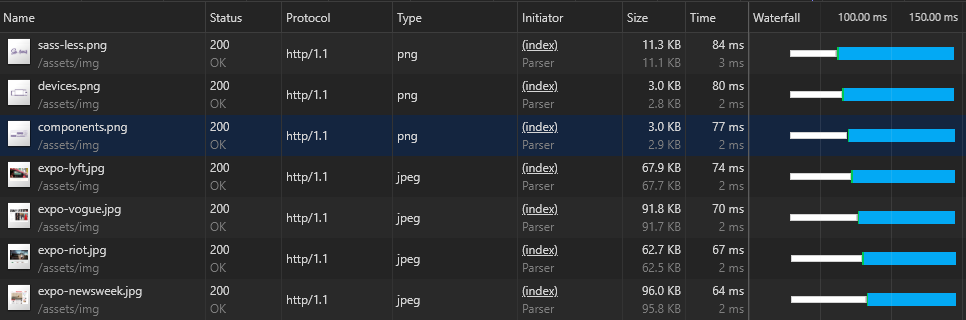 Name Status Protocol Type Initiator Size Time Waterfall 100.00 ms 150.00 ms
sass-less.png 200 http/1.1 png (index) 11.3 KB 84 ms
/assets/img OK Parser 11.1 KB 3 ms
devices.png 200 http/1.1 png (index) 3.0 KB 80 ms
/assets/img OK Parser 2.8 KB 2 ms
components.png 200 http/1.1 png (index) 3.0 KB 77 ms
/assets/img OK Parser 2.9 KB 2 ms
expo-lyft.jpg 200 http/1.1 jpeg (index) 67.9 KB 74 ms
/assets/img OK Parser 67.7 KB 2 ms
expo-vogue.jpg 200 http/1.1 jpeg (index) 91.8 KB 70 ms
/assets/img OK Parser 91.7 KB 2 ms
expo-riot.jpg 200 http/1.1 jpeg (index) 62.7 KB 67 ms
/assets/img OK Parser 62.5 KB 2 ms
expo-newsweek.jpg 200 http/1.1 jpeg (index) 96.0 KB 64 ms
/assets/img OK Parser 95.8 KB 2 ms